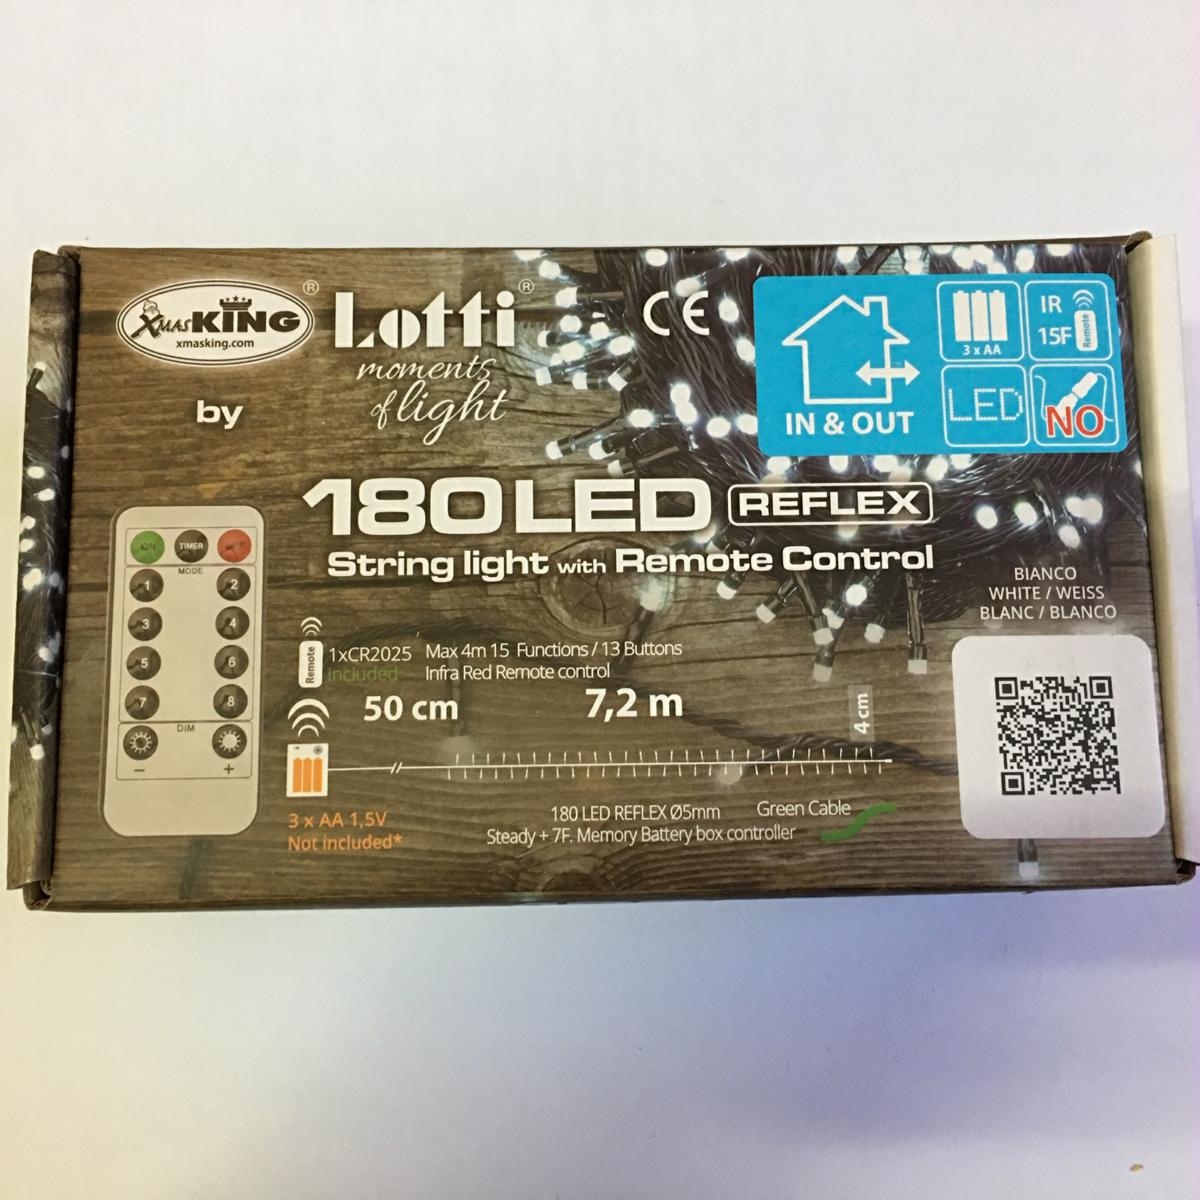 XMASKING®
xmasking.com
by
Lotti®
moments
of light
CE
IN & OUT
3 x AA
IR
15F
Remote
LED
NO
180 LED REFLEX
String light with Remote Control
BIANCO
WHITE / WEISS
BLANC / BLANCO
ON
TIMER
OFF
MODE
1
2
3
4
5
6
7
8
DIM
-
+
Remote
1xCR2025
included
Max 4m 15 Functions / 13 Buttons
Infra Red Remote control
50 cm
7,2 m
4 cm
3 x AA 1,5V
Not included*
180 LED REFLEX Ø5mm
Green Cable
Steady + 7F. Memory Battery box controller